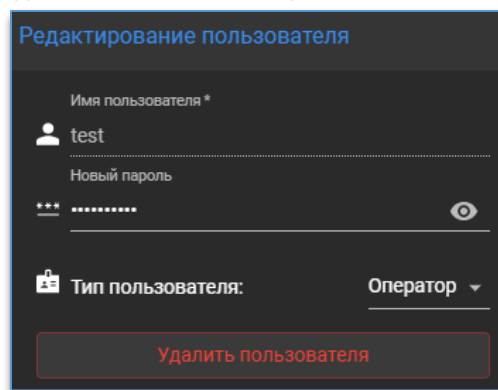 Редактирование пользователя
Имя пользователя *
test
Новый пароль
••••••••••
Тип пользователя:
Оператор
Удалить пользователя